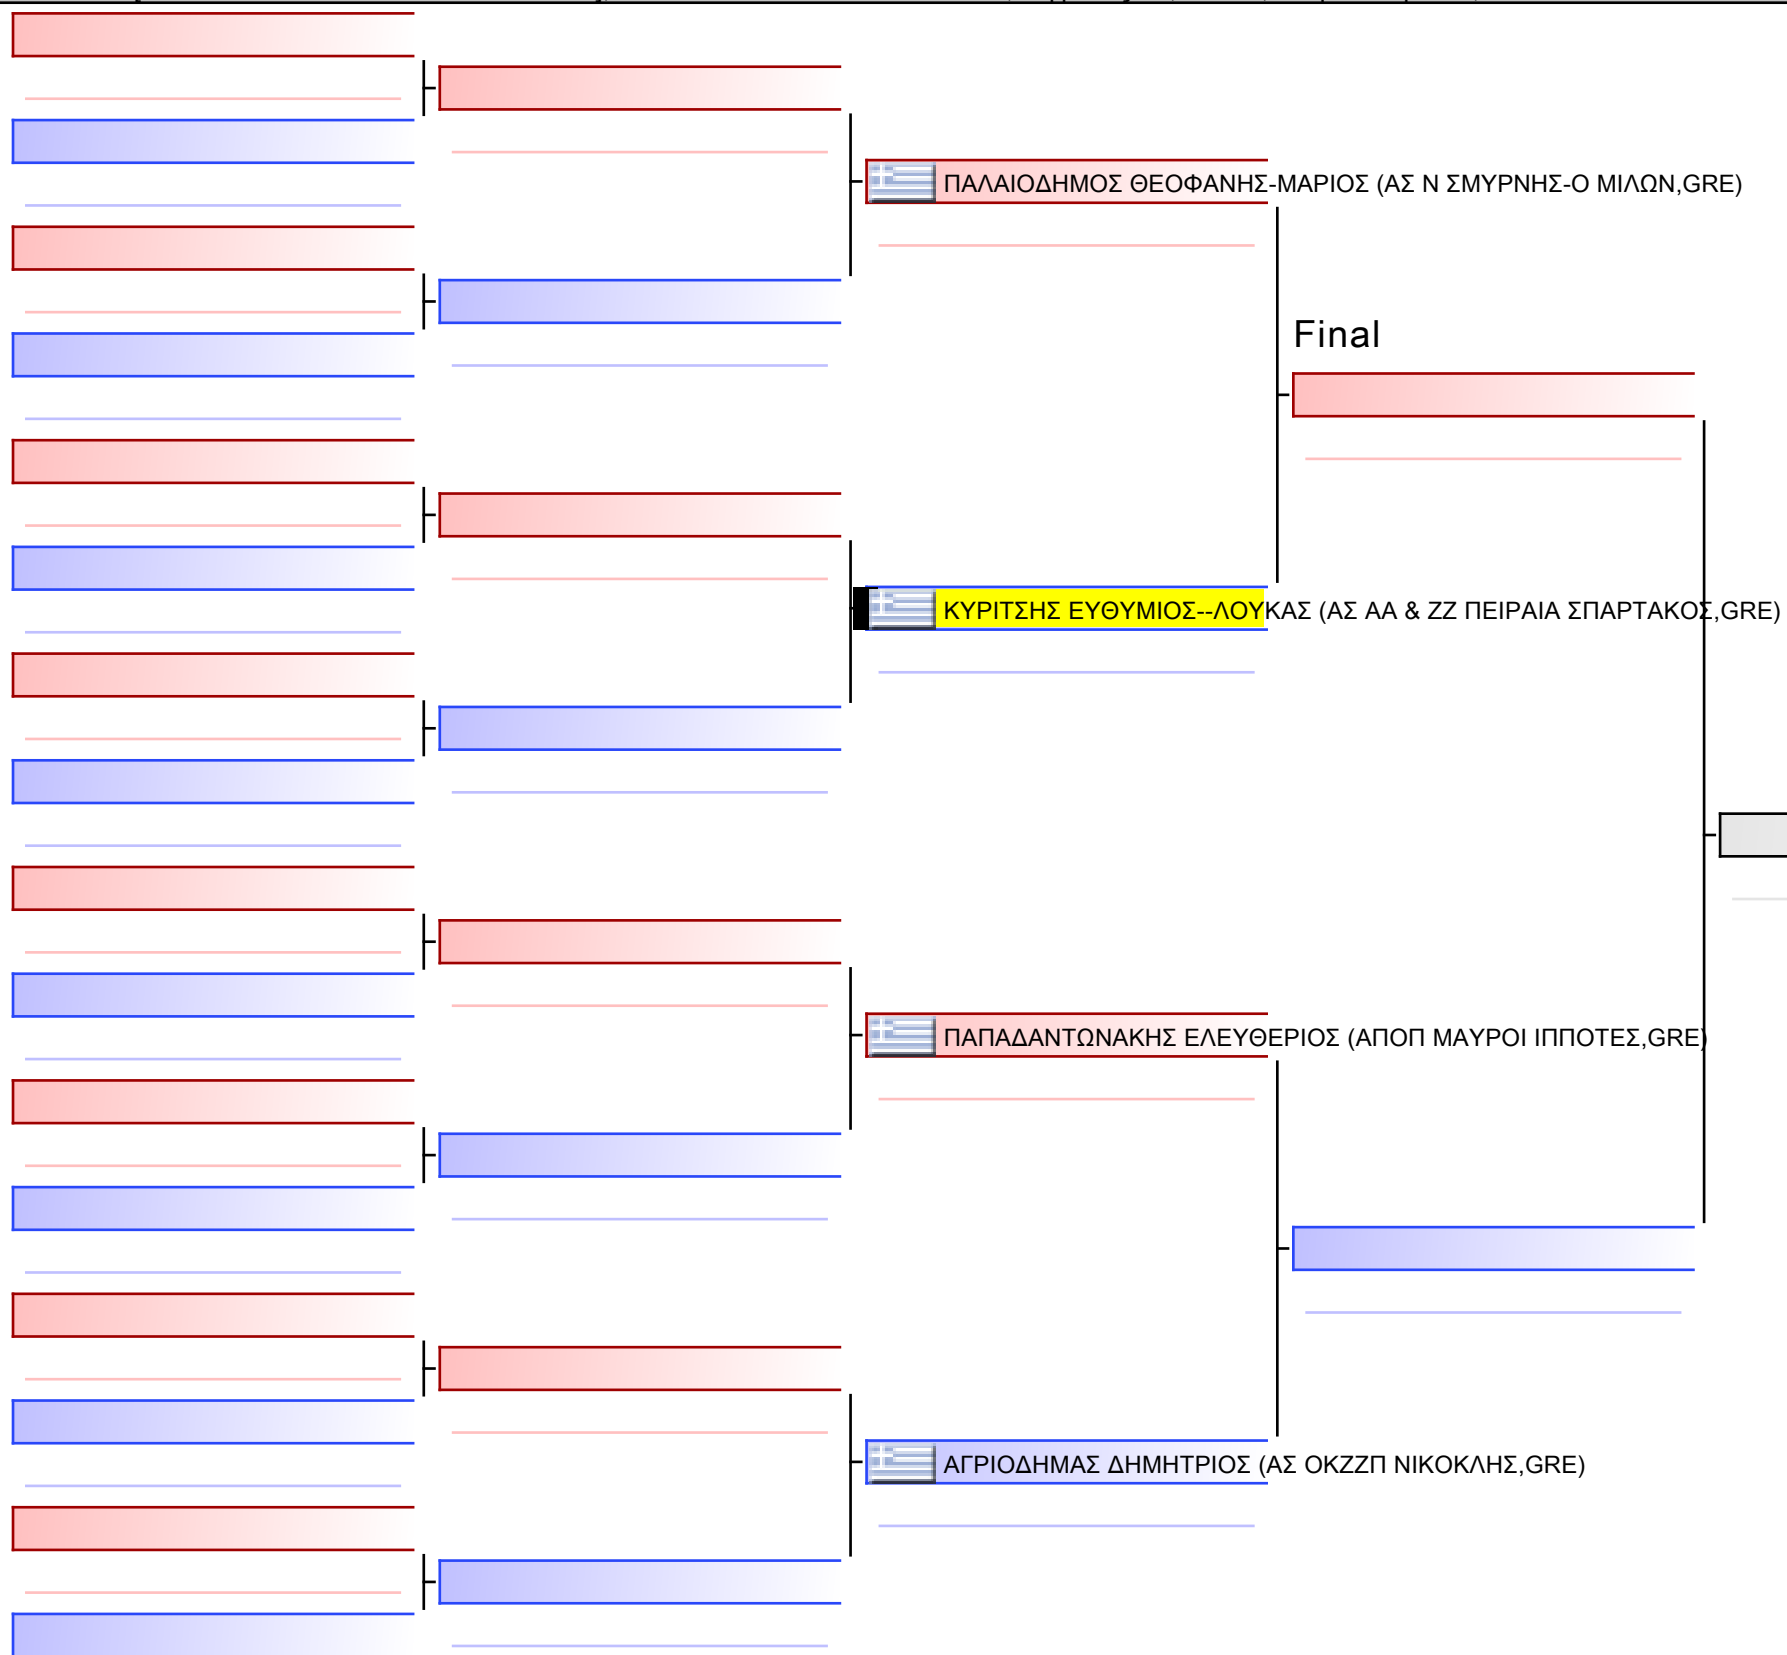 ΠΑΛΑΙΟΔΗΜΟΣ ΘΕΟΦΑΝΗΣ-ΜΑΡΙΟΣ (ΑΣ Ν ΣΜΥΡΝΗΣ-Ο ΜΙΛΩΝ,GRE)
Final
ΚΥΡΙΤΣΗΣ ΕΥΘΥΜΙΟΣ--ΛΟΥΚΑΣ (ΑΣ ΑΑ & ΖΖ ΠΕΙΡΑΙΑ ΣΠΑΡΤΑΚΟΣ,GRE)
ΠΑΠΑΔΑΝΤΩΝΑΚΗΣ ΕΛΕΥΘΕΡΙΟΣ (ΑΠΟΠ ΜΑΥΡΟΙ ΙΠΠΟΤΕΣ,GRE)
ΑΓΡΙΟΔΗΜΑΣ ΔΗΜΗΤΡΙΟΣ (ΑΣ ΟΚΖΖΠ ΝΙΚΟΚΛΗΣ,GRE)